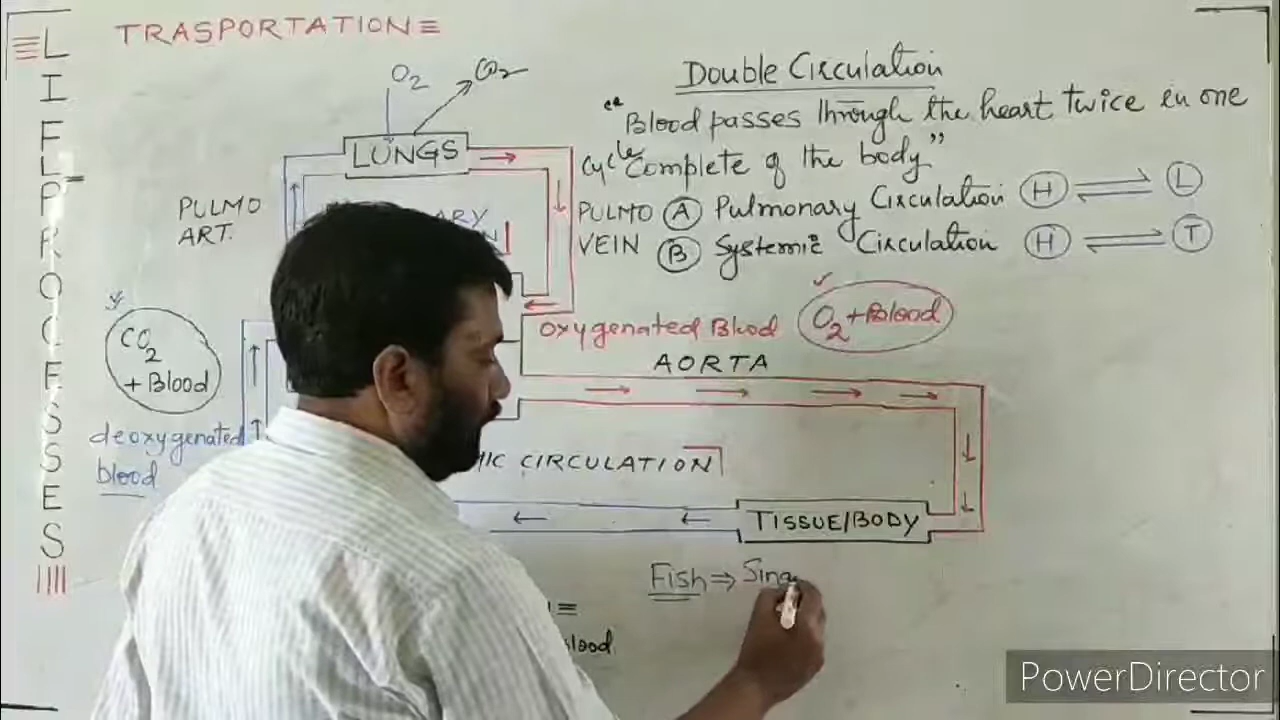 LIFE PROCESSES
TRASPORTATION
O2 CO2
LUNGS
PULMO
ART.
Double Circulation
"Blood passes through the heart twice in one
cycle Complete of the body"
PULMO
VEIN
A Pulmonary Circulation H L
B Systemic Circulation H T
oxygenated Blood O2 + Blood
CO2
+ Blood
deoxygenated
blood
AORTA
CIRCULATION
TISSUE/BODY
Fish ⇒ Sing
PowerDirector